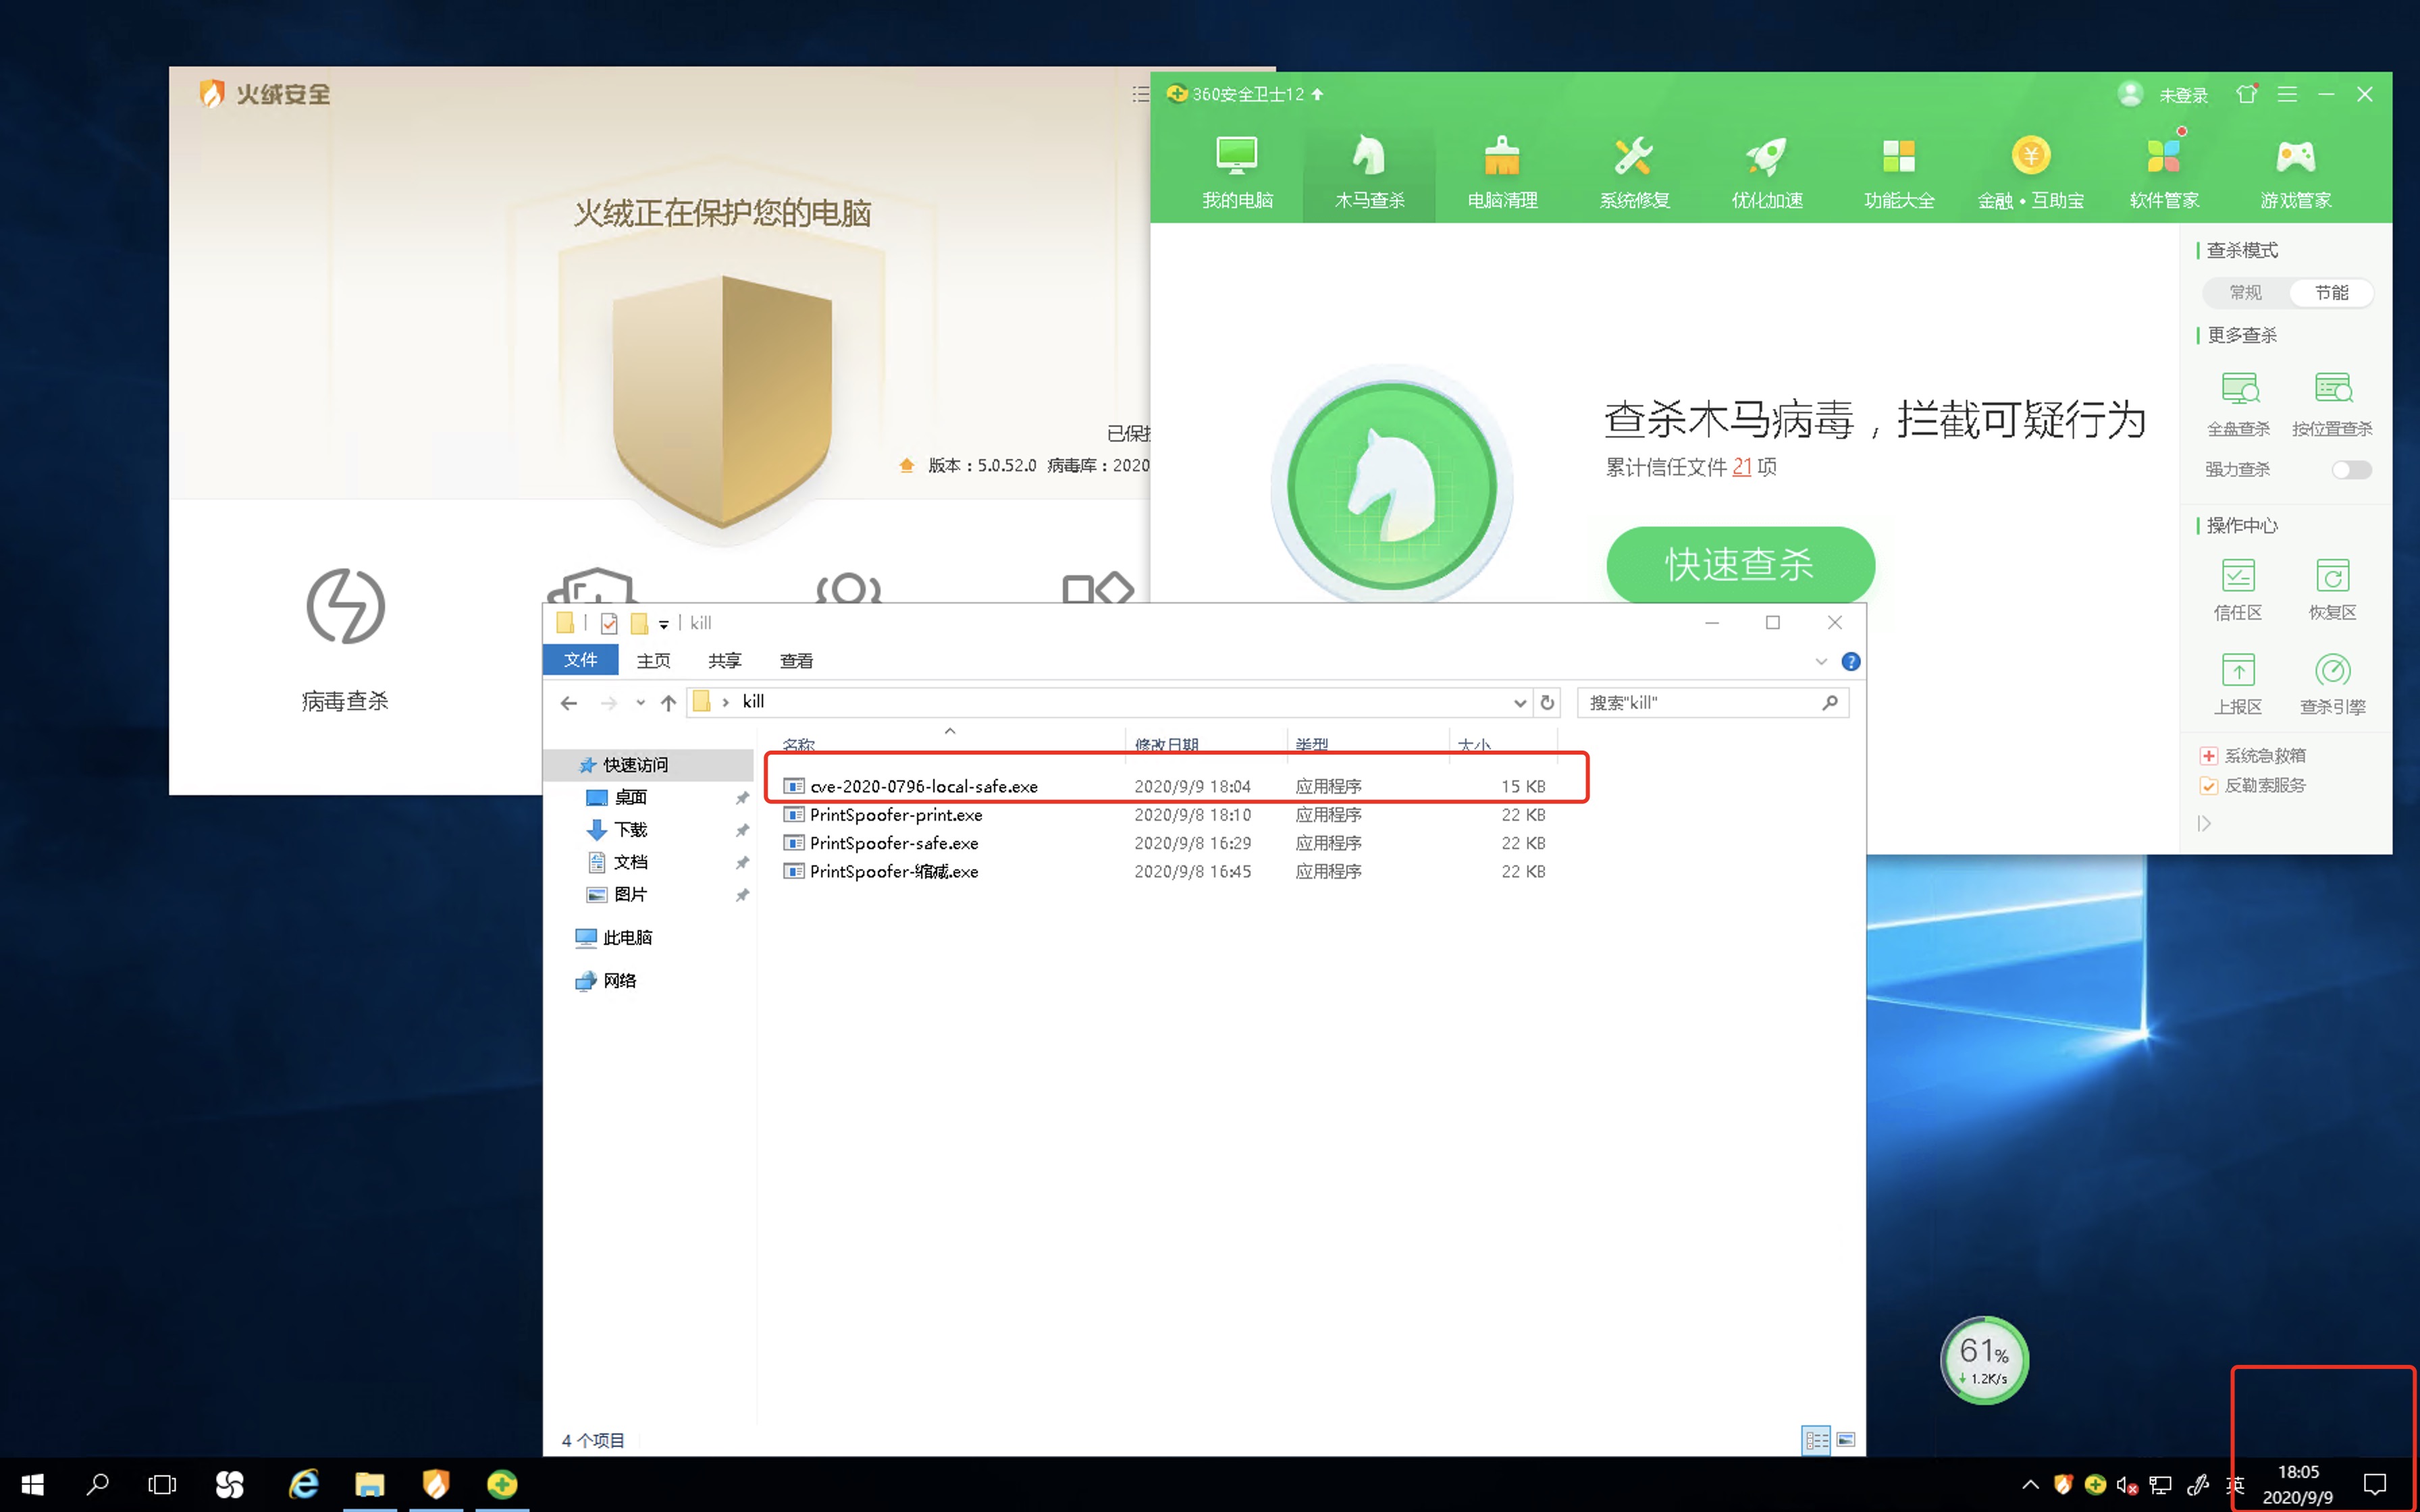 火绒安全
火绒正在保护您的电脑
已保护
版本：5.0.52.0 病毒库：2020
病毒查杀
360安全卫士12
未登录
我的电脑
木马查杀
电脑清理
系统修复
优化加速
功能大全
金融•互助宝
软件管家
游戏管家
查杀木马病毒，拦截可疑行为
累计信任文件 21 项
快速查杀
查杀模式
常规 节能
更多查杀
全盘查杀 按位置查杀
强力查杀
操作中心
信任区 恢复区
上报区 查杀引擎
系统急救箱
反勒索服务
kill
文件 主页 共享 查看
kill
搜索"kill"
名称 修改日期 类型 大小
快速访问
桌面
下载
文档
图片
此电脑
网络
cve-2020-0796-local-safe.exe 2020/9/9 18:04 应用程序 15 KB
PrintSpoofer-print.exe 2020/9/8 18:10 应用程序 22 KB
PrintSpoofer-safe.exe 2020/9/8 16:29 应用程序 22 KB
PrintSpoofer-缩减.exe 2020/9/8 16:45 应用程序 22 KB
4 个项目
61%
1.2K/s
英
18:05
2020/9/9